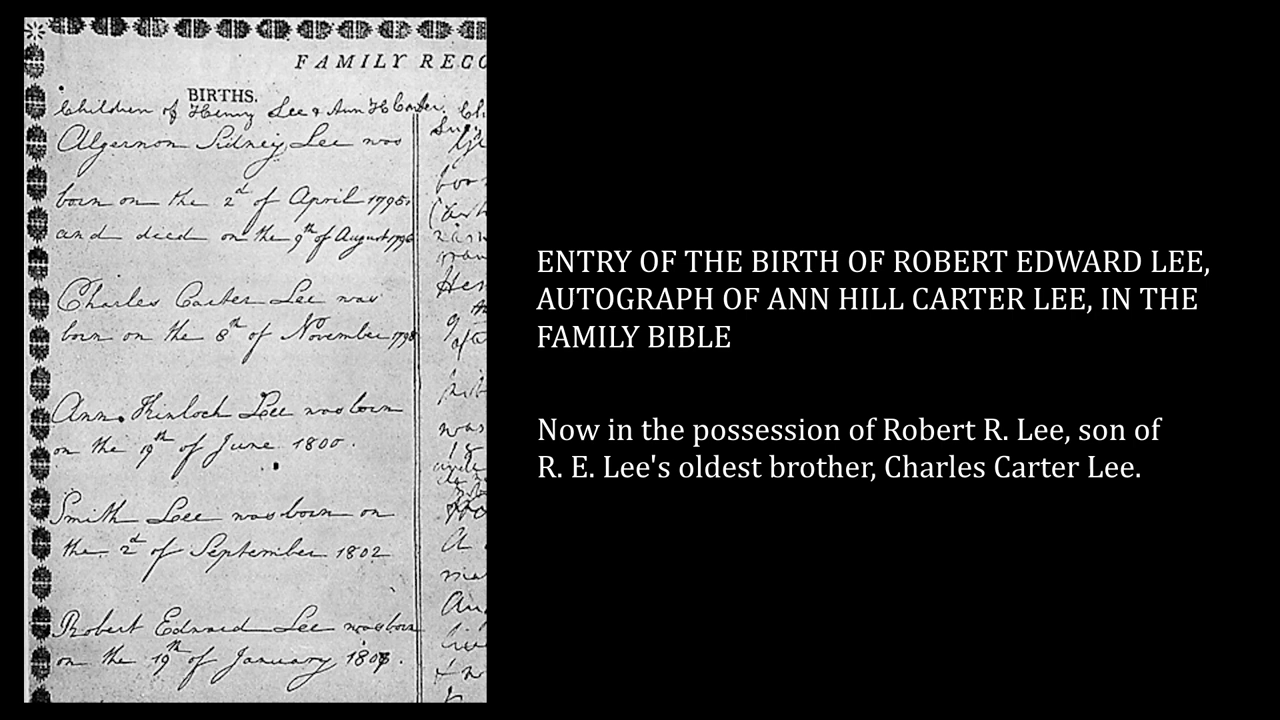 FAMILY RECO
BIRTHS.
Children of Henry Lee & Ann H Carter.
Algernon Sidney Lee was
born on the 2d of April 1795.
and died on the 9th of August 1796
Charles Carter Lee was
born on the 8th of November 1798
Ann Kinloch Lee was born
on the 19th of June 1800.
Smith Lee was born on
the 2d of September 1802
Robert Edward Lee was born
on the 19th of January
ENTRY OF THE BIRTH OF ROBERT EDWARD LEE,
AUTOGRAPH OF ANN HILL CARTER LEE, IN THE
FAMILY BIBLE
Now in the possession of Robert R. Lee, son of
R. E. Lee's oldest brother, Charles Carter Lee.